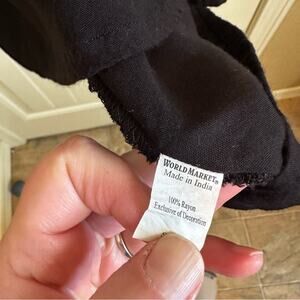 WORLD MARKET®
Made in India
100% Rayon
Exclusive of Decoration